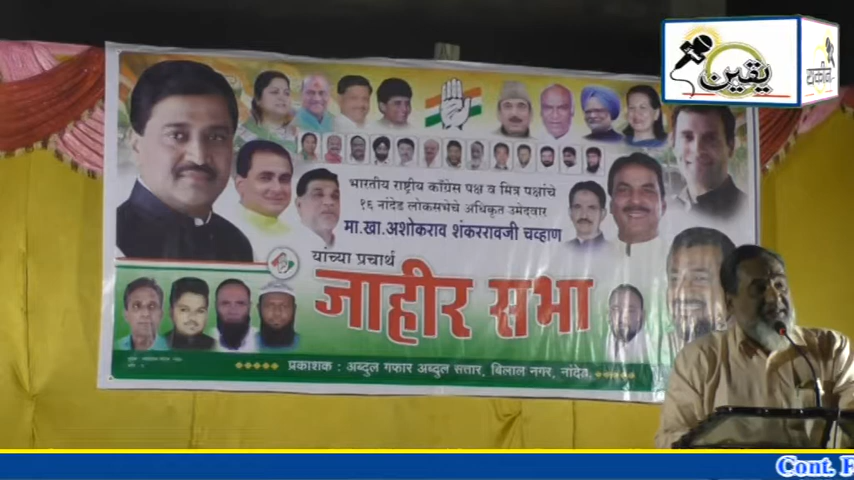 یقین
यकीन
भारतीय राष्ट्रीय काँग्रेस पक्ष व मित्र पक्षांचे
१६ नांदेड लोकसभेचे अधिकृत उमेदवार
मा.खा.अशोकराव शंकररावजी चव्हाण
यांच्या प्रचारार्थ
जाहीर सभा
प्रकाशक : अब्दुल गफार अब्दुल सत्तार, बिलाल नगर, नांदेड.
Cont.